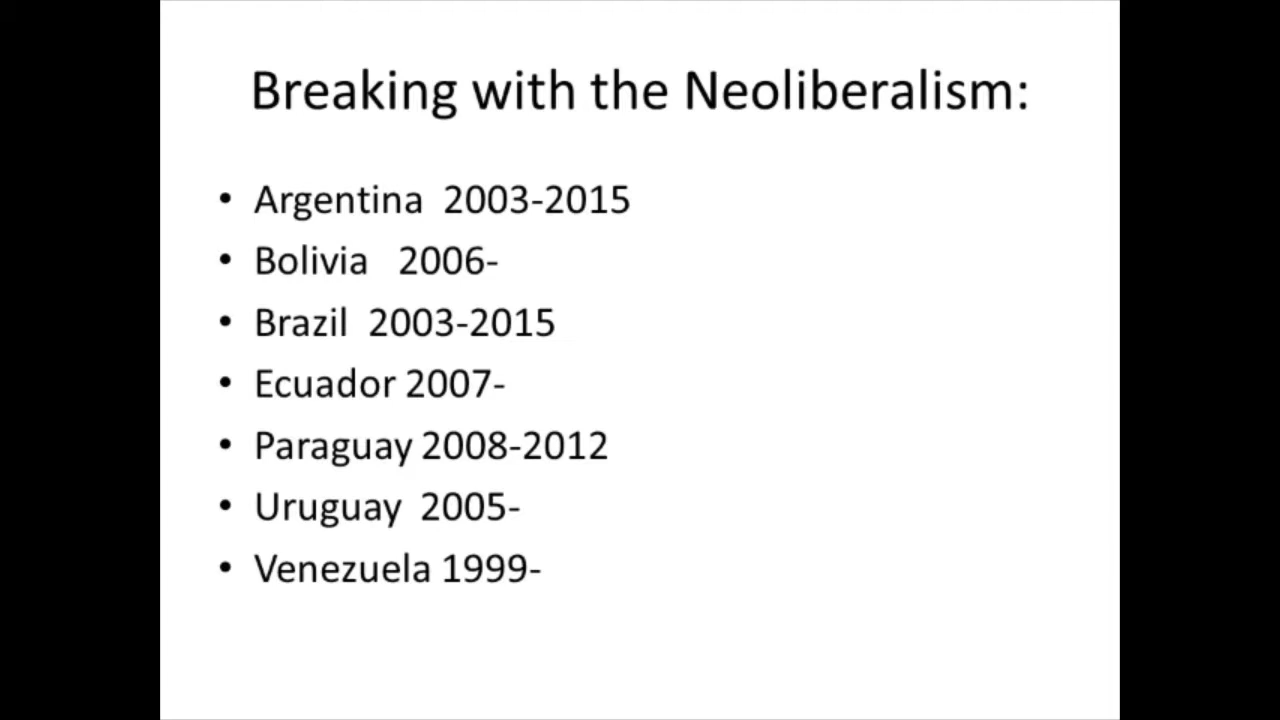 Breaking with the Neoliberalism:
• Argentina 2003-2015
• Bolivia 2006-
• Brazil 2003-2015
• Ecuador 2007-
• Paraguay 2008-2012
• Uruguay 2005-
• Venezuela 1999-